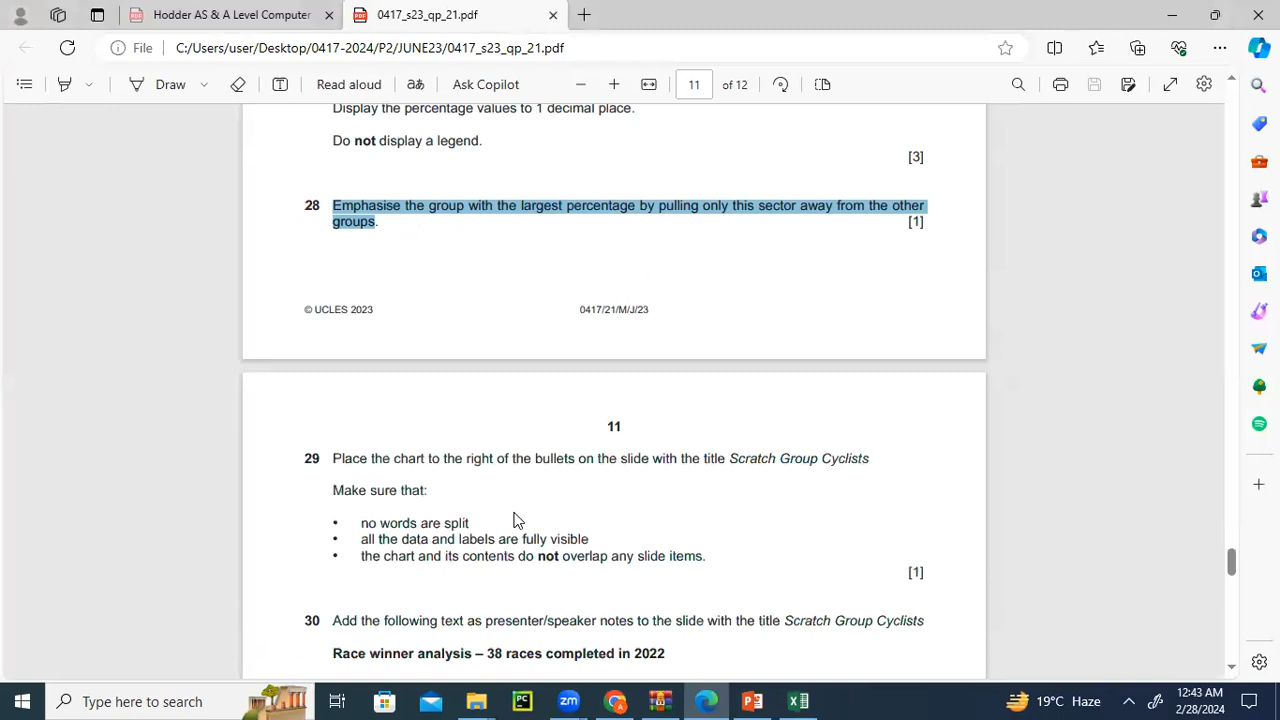 Hodder AS & A Level Computer
0417_s23_qp_21.pdf
File
C:/Users/user/Desktop/0417-2024/P2/JUNE23/0417_s23_qp_21.pdf
Draw
Read aloud
aあ
Ask Copilot
11
of 12
Display the percentage values to 1 decimal place.
Do not display a legend.
[3]
28 Emphasise the group with the largest percentage by pulling only this sector away from the other
groups. [1]
© UCLES 2023 0417/21/M/J/23
11
29 Place the chart to the right of the bullets on the slide with the title Scratch Group Cyclists
Make sure that:
• no words are split
• all the data and labels are fully visible
• the chart and its contents do not overlap any slide items.
[1]
30 Add the following text as presenter/speaker notes to the slide with the title Scratch Group Cyclists
Race winner analysis – 38 races completed in 2022
Type here to search
PC
zm
19°C Haze
12:43 AM
2/28/2024